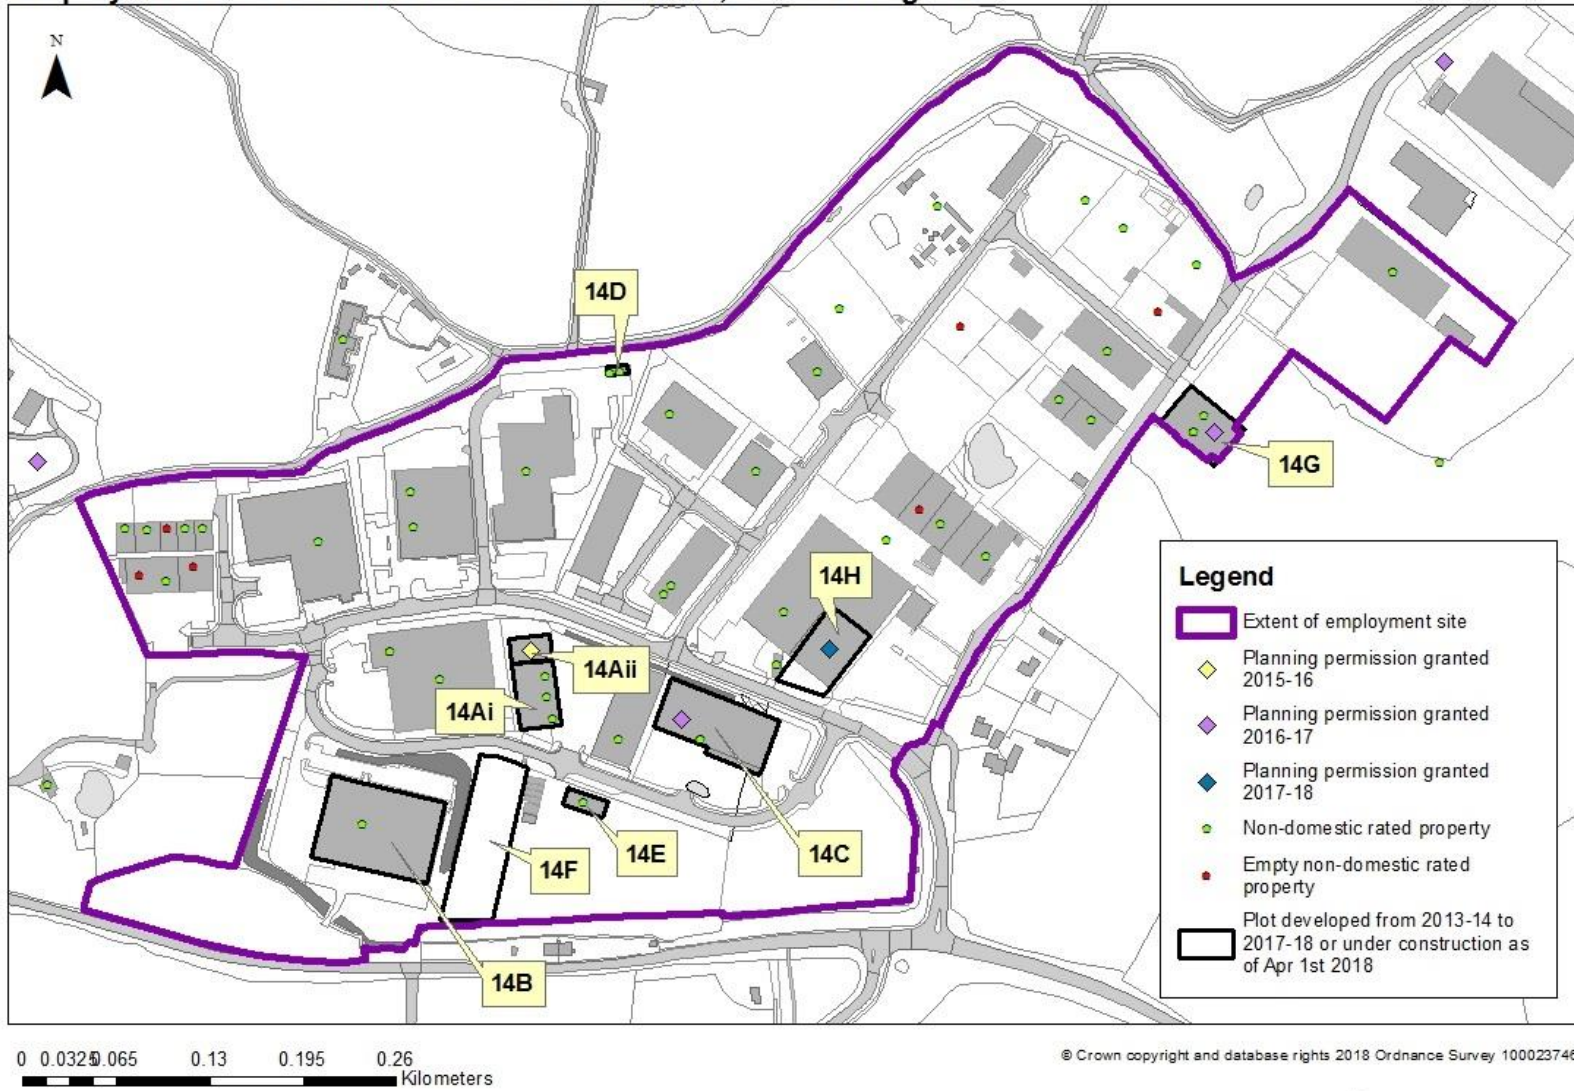 N
14D
14G
14H
14Aii
14Ai
14E
14C
14F
14B
Legend
Extent of employment site
Planning permission granted
2015-16
Planning permission granted
2016-17
Planning permission granted
2017-18
Non-domestic rated property
Empty non-domestic rated
property
Plot developed from 2013-14 to
2017-18 or under construction as
of Apr 1st 2018
0 0.0325 0.065 0.13 0.195 0.26
Kilometers
© Crown copyright and database rights 2018 Ordnance Survey 100023746